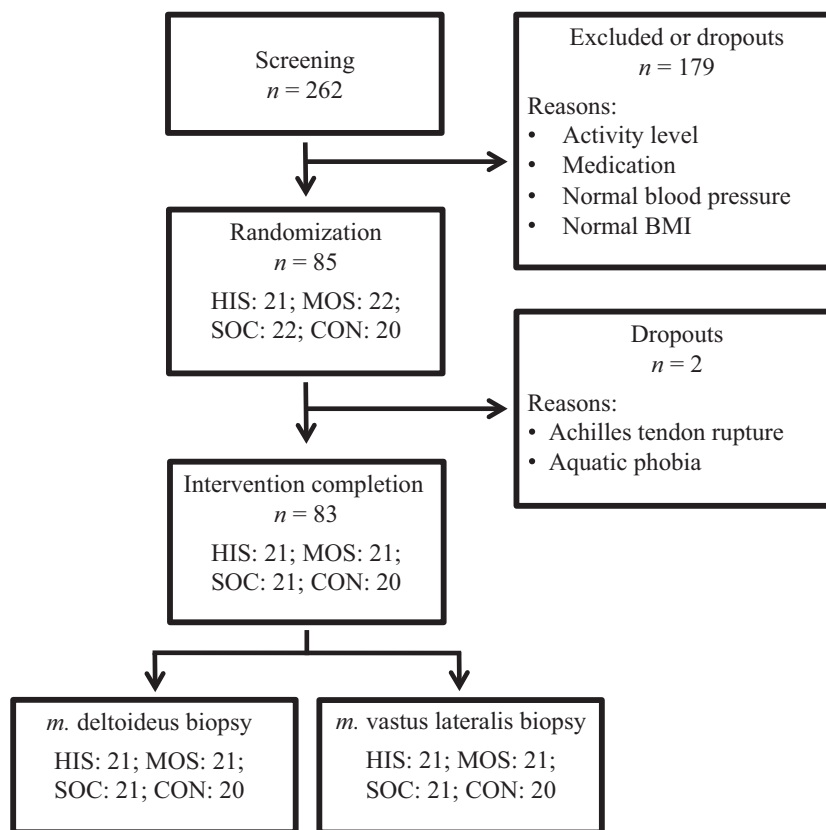 Screening
n = 262
Excluded or dropouts
n = 179
Reasons:
• Activity level
• Medication
• Normal blood pressure
• Normal BMI
Randomization
n = 85
HIS: 21; MOS: 22;
SOC: 22; CON: 20
Dropouts
n = 2
Reasons:
• Achilles tendon rupture
• Aquatic phobia
Intervention completion
n = 83
HIS: 21; MOS: 21;
SOC: 21; CON: 20
m. deltoideus biopsy
HIS: 21; MOS: 21;
SOC: 21; CON: 20
m. vastus lateralis biopsy
HIS: 21; MOS: 21;
SOC: 21; CON: 20